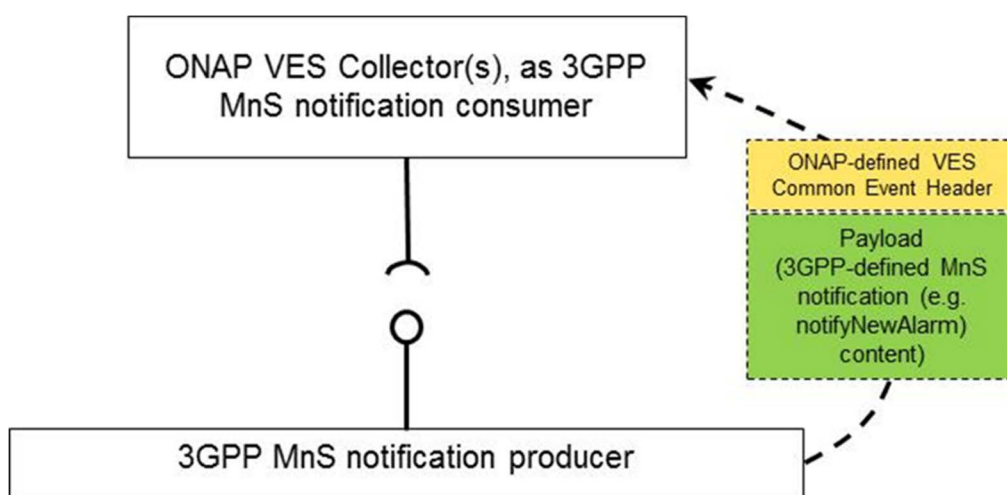 ONAP VES Collector(s), as 3GPP
MnS notification consumer
ONAP-defined VES
Common Event Header
Payload
(3GPP-defined MnS
notification (e.g.
notifyNewAlarm)
content)
3GPP MnS notification producer